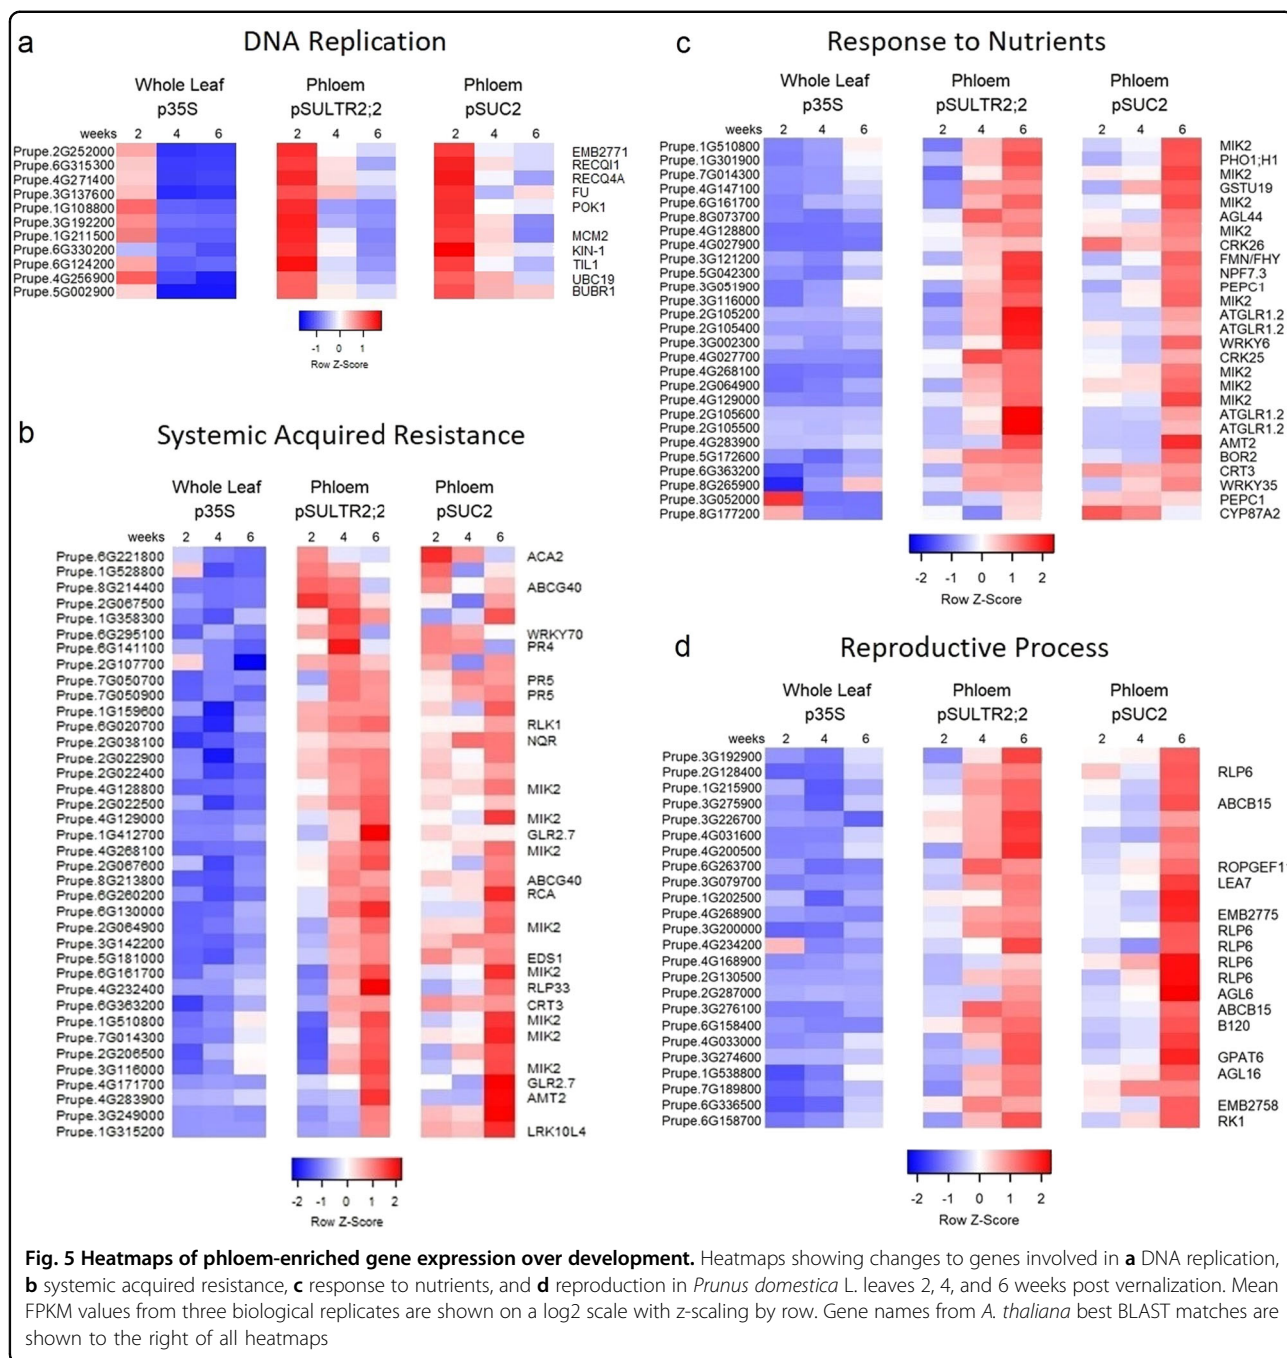 a
DNA Replication
Whole Leaf
p35S
Phloem
pSULTR2;2
Phloem
pSUC2
weeks 2 4 6 2 4 6 2 4 6
Prupe.2G252000 EMB2771
Prupe.6G315300 RECQI1
Prupe.4G271400 RECQ4A
Prupe.3G137600 FU
Prupe.1G108800 POK1
Prupe.3G192200
Prupe.1G211500 MCM2
Prupe.6G330200 KIN-1
Prupe.6G124200 TIL1
Prupe.4G256900 UBC19
Prupe.5G002900 BUBR1
-1 0 1
Row Z-Score
b
Systemic Acquired Resistance
Whole Leaf
p35S
Phloem
pSULTR2;2
Phloem
pSUC2
weeks 2 4 6 2 4 6 2 4 6
Prupe.6G221800 ACA2
Prupe.1G528800
Prupe.8G214400 ABCG40
Prupe.2G067500
Prupe.1G358300
Prupe.6G295100 WRKY70
Prupe.6G141100 PR4
Prupe.2G107700
Prupe.7G050700 PR5
Prupe.7G050900 PR5
Prupe.1G159600
Prupe.6G020700 RLK1
Prupe.2G038100 NQR
Prupe.2G022900
Prupe.2G022400
Prupe.4G128800 MIK2
Prupe.2G022500
Prupe.4G129000 MIK2
Prupe.1G412700 GLR2.7
Prupe.4G268100 MIK2
Prupe.2G067600
Prupe.8G213800 ABCG40
Prupe.6G260200 RCA
Prupe.6G130000
Prupe.2G064900 MIK2
Prupe.3G142200
Prupe.5G181000 EDS1
Prupe.6G161700 MIK2
Prupe.4G232400 RLP33
Prupe.6G363200 CRT3
Prupe.1G510800 MIK2
Prupe.7G014300 MIK2
Prupe.2G206500
Prupe.3G116000 MIK2
Prupe.4G171700 GLR2.7
Prupe.4G283900 AMT2
Prupe.3G249000
Prupe.1G315200 LRK10L4
-2 -1 0 1 2
Row Z-Score
c
Response to Nutrients
Whole Leaf
p35S
Phloem
pSULTR2;2
Phloem
pSUC2
weeks 2 4 6 2 4 6 2 4 6
Prupe.1G510800 MIK2
Prupe.1G301900 PHO1;H1
Prupe.7G014300 MIK2
Prupe.4G147100 GSTU19
Prupe.6G161700 MIK2
Prupe.8G073700 AGL44
Prupe.4G128800 MIK2
Prupe.4G027900 CRK26
Prupe.3G121200 FMN/FHY
Prupe.5G042300 NPF7.3
Prupe.3G051900 PEPC1
Prupe.3G116000 MIK2
Prupe.2G105200 ATGLR1.2
Prupe.2G105400 ATGLR1.2
Prupe.3G002300 WRKY6
Prupe.4G027700 CRK25
Prupe.4G268100 MIK2
Prupe.2G064900 MIK2
Prupe.4G129000 MIK2
Prupe.2G105600 ATGLR1.2
Prupe.2G105500 ATGLR1.2
Prupe.4G283900 AMT2
Prupe.5G172600 BOR2
Prupe.6G363200 CRT3
Prupe.8G265900 WRKY35
Prupe.3G052000 PEPC1
Prupe.8G177200 CYP87A2
-2 -1 0 1 2
Row Z-Score
d
Reproductive Process
Whole Leaf
p35S
Phloem
pSULTR2;2
Phloem
pSUC2
weeks 2 4 6 2 4 6 2 4 6
Prupe.3G192900
Prupe.2G128400 RLP6
Prupe.1G215900
Prupe.3G275900 ABCB15
Prupe.3G226700
Prupe.4G031600
Prupe.4G200500
Prupe.6G263700 ROPGEF1
Prupe.3G079700 LEA7
Prupe.1G202500
Prupe.4G268900 EMB2775
Prupe.3G200000 RLP6
Prupe.4G234200 RLP6
Prupe.4G168900 RLP6
Prupe.2G130500 RLP6
Prupe.2G287000 AGL6
Prupe.3G276100 ABCB15
Prupe.6G158400 B120
Prupe.4G033000
Prupe.3G274600 GPAT6
Prupe.1G538800 AGL16
Prupe.7G189800
Prupe.6G336500 EMB2758
Prupe.6G158700 RK1
-2 -1 0 1 2
Row Z-Score
Fig. 5 Heatmaps of phloem-enriched gene expression over development. Heatmaps showing changes to genes involved in a DNA replication,
b systemic acquired resistance, c response to nutrients, and d reproduction in Prunus domestica L. leaves 2, 4, and 6 weeks post vernalization. Mean
FPKM values from three biological replicates are shown on a log2 scale with z-scaling by row. Gene names from A. thaliana best BLAST matches are
shown to the right of all heatmaps